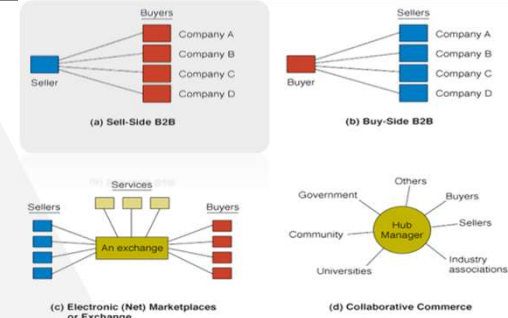 Buyers
Company A
Company B
Company C
Company D
Seller
(a) Sell-Side B2B
Sellers
Company A
Company B
Company C
Company D
Buyer
(b) Buy-Side B2B
Services
Sellers
Buyers
An exchange
(c) Electronic (Net) Marketplaces
or Exchange
Others
Government
Buyers
Hub
Manager
Sellers
Community
Industry
associations
Universities
(d) Collaborative Commerce